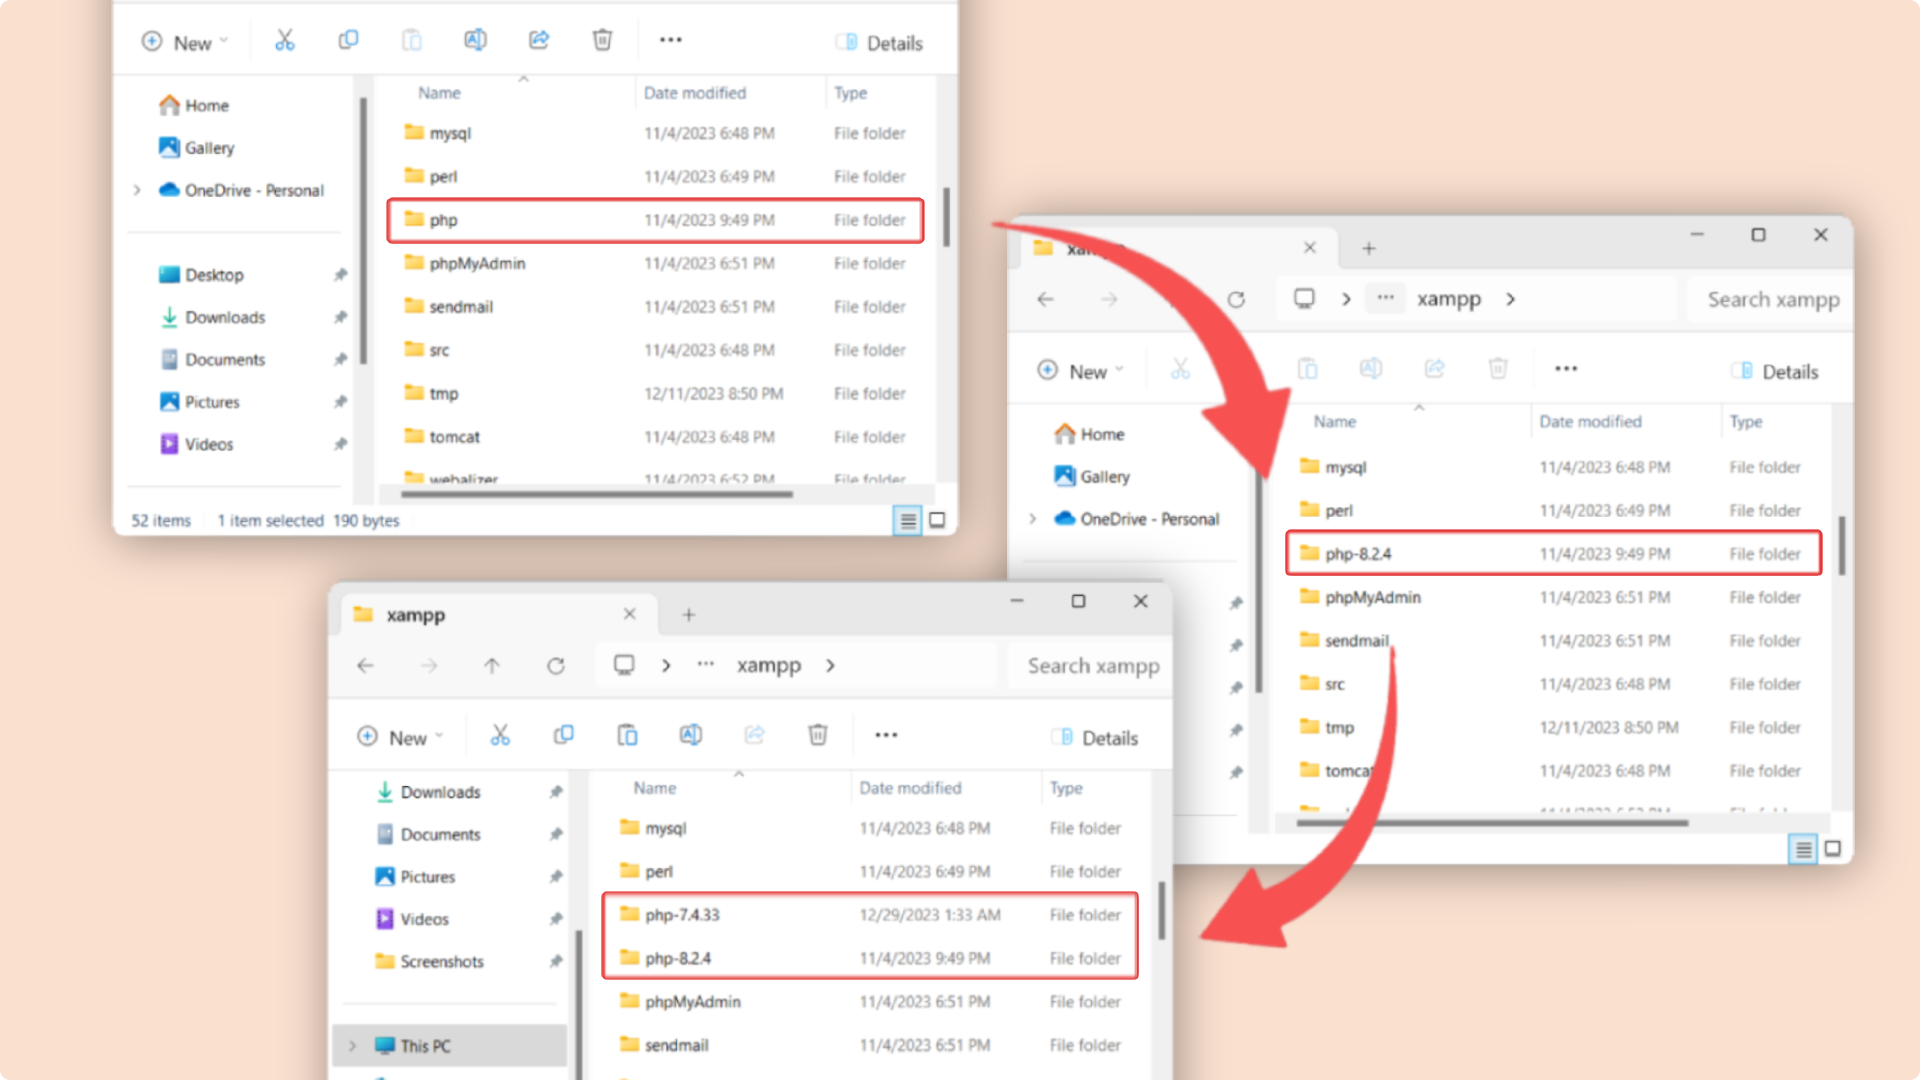 New
Details
Home
Gallery
OneDrive - Personal
Desktop
Downloads
Documents
Pictures
Videos
Name Date modified Type
mysql 11/4/2023 6:48 PM File folder
perl 11/4/2023 6:49 PM File folder
php 11/4/2023 9:49 PM File folder
phpMyAdmin 11/4/2023 6:51 PM File folder
sendmail 11/4/2023 6:51 PM File folder
src 11/4/2023 6:48 PM File folder
tmp 12/11/2023 8:50 PM File folder
tomcat 11/4/2023 6:48 PM File folder
webalizer 11/4/2023 6:52 PM File folder
52 items 1 item selected 190 bytes
xampp
Search xampp
New
Details
Home
Gallery
OneDrive - Personal
Name Date modified Type
mysql 11/4/2023 6:48 PM File folder
perl 11/4/2023 6:49 PM File folder
php-8.2.4 11/4/2023 9:49 PM File folder
phpMyAdmin 11/4/2023 6:51 PM File folder
sendmail 11/4/2023 6:51 PM File folder
src 11/4/2023 6:48 PM File folder
tmp 12/11/2023 8:50 PM File folder
tomcat 11/4/2023 6:48 PM File folder
xampp
xampp
Search xampp
New
Details
Downloads
Documents
Pictures
Videos
Screenshots
This PC
Name Date modified Type
mysql 11/4/2023 6:48 PM File folder
perl 11/4/2023 6:49 PM File folder
php-7.4.33 12/29/2023 1:33 AM File folder
php-8.2.4 11/4/2023 9:49 PM File folder
phpMyAdmin 11/4/2023 6:51 PM File folder
sendmail 11/4/2023 6:51 PM File folder